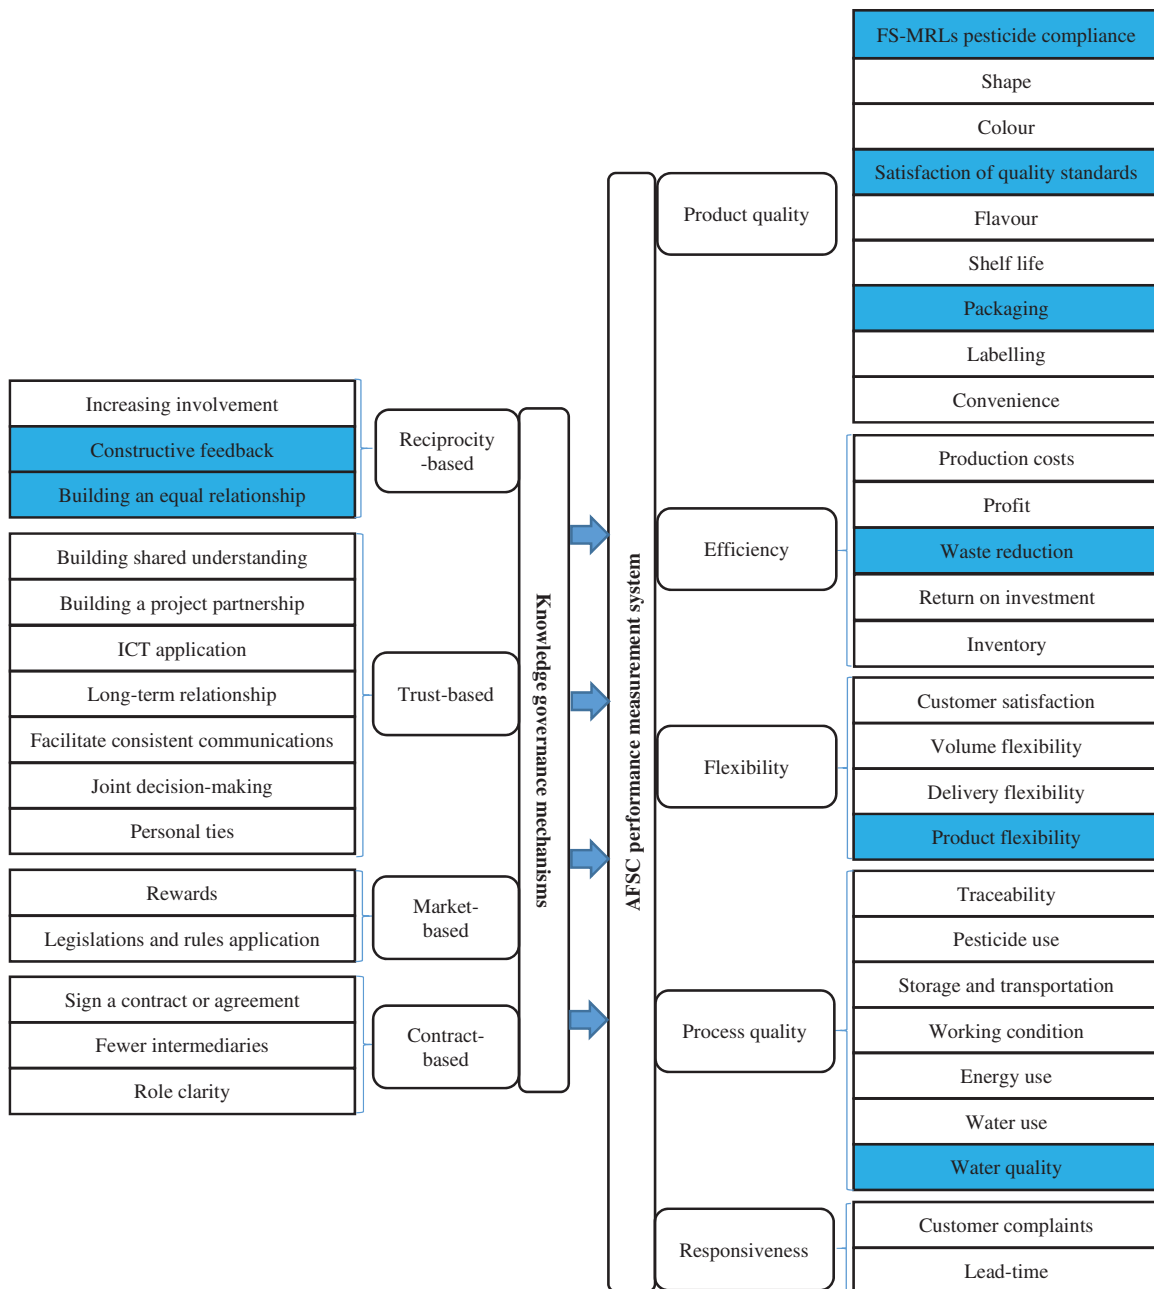 Increasing involvement
Constructive feedback
Building an equal relationship
Reciprocity
-based
Building shared understanding
Building a project partnership
ICT application
Long-term relationship
Facilitate consistent communications
Joint decision-making
Personal ties
Trust-based
Rewards
Legislations and rules application
Market-
based
Sign a contract or agreement
Fewer intermediaries
Role clarity
Contract-
based
Knowledge governance mechanisms
AFSC performance measurement system
Product quality
FS-MRLs pesticide compliance
Shape
Colour
Satisfaction of quality standards
Flavour
Shelf life
Packaging
Labelling
Convenience
Efficiency
Production costs
Profit
Waste reduction
Return on investment
Inventory
Flexibility
Customer satisfaction
Volume flexibility
Delivery flexibility
Product flexibility
Process quality
Traceability
Pesticide use
Storage and transportation
Working condition
Energy use
Water use
Water quality
Responsiveness
Customer complaints
Lead-time